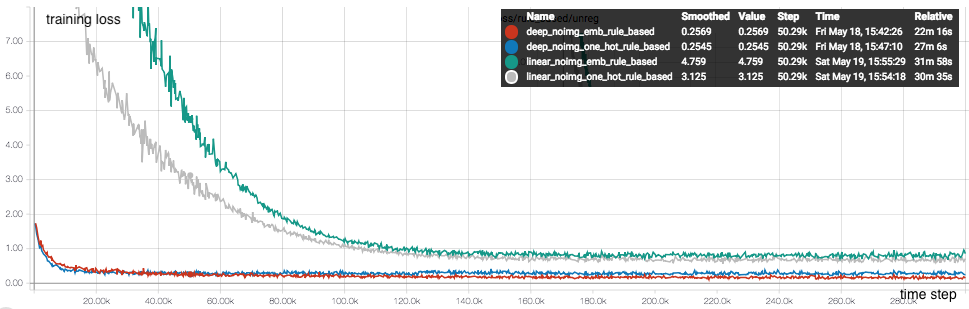 training loss
Name Smoothed Value Step Time Relative
deep_noimg_emb_rule_based 0.2569 0.2569 50.29k Fri May 18, 15:42:26 22m 16s
deep_noimg_one_hot_rule_based 0.2545 0.2545 50.29k Fri May 18, 15:47:10 27m 6s
linear_noimg_emb_rule_based 4.759 4.759 50.29k Sat May 19, 15:55:29 31m 58s
linear_noimg_one_hot_rule_based 3.125 3.125 50.29k Sat May 19, 15:54:18 30m 35s
7.00
6.00
5.00
4.00
3.00
2.00
1.00
0.00
20.00k 40.00k 60.00k 80.00k 100.0k 120.0k 140.0k 160.0k 180.0k 200.0k 220.0k 240.0k 260.0k 280.0k
time step